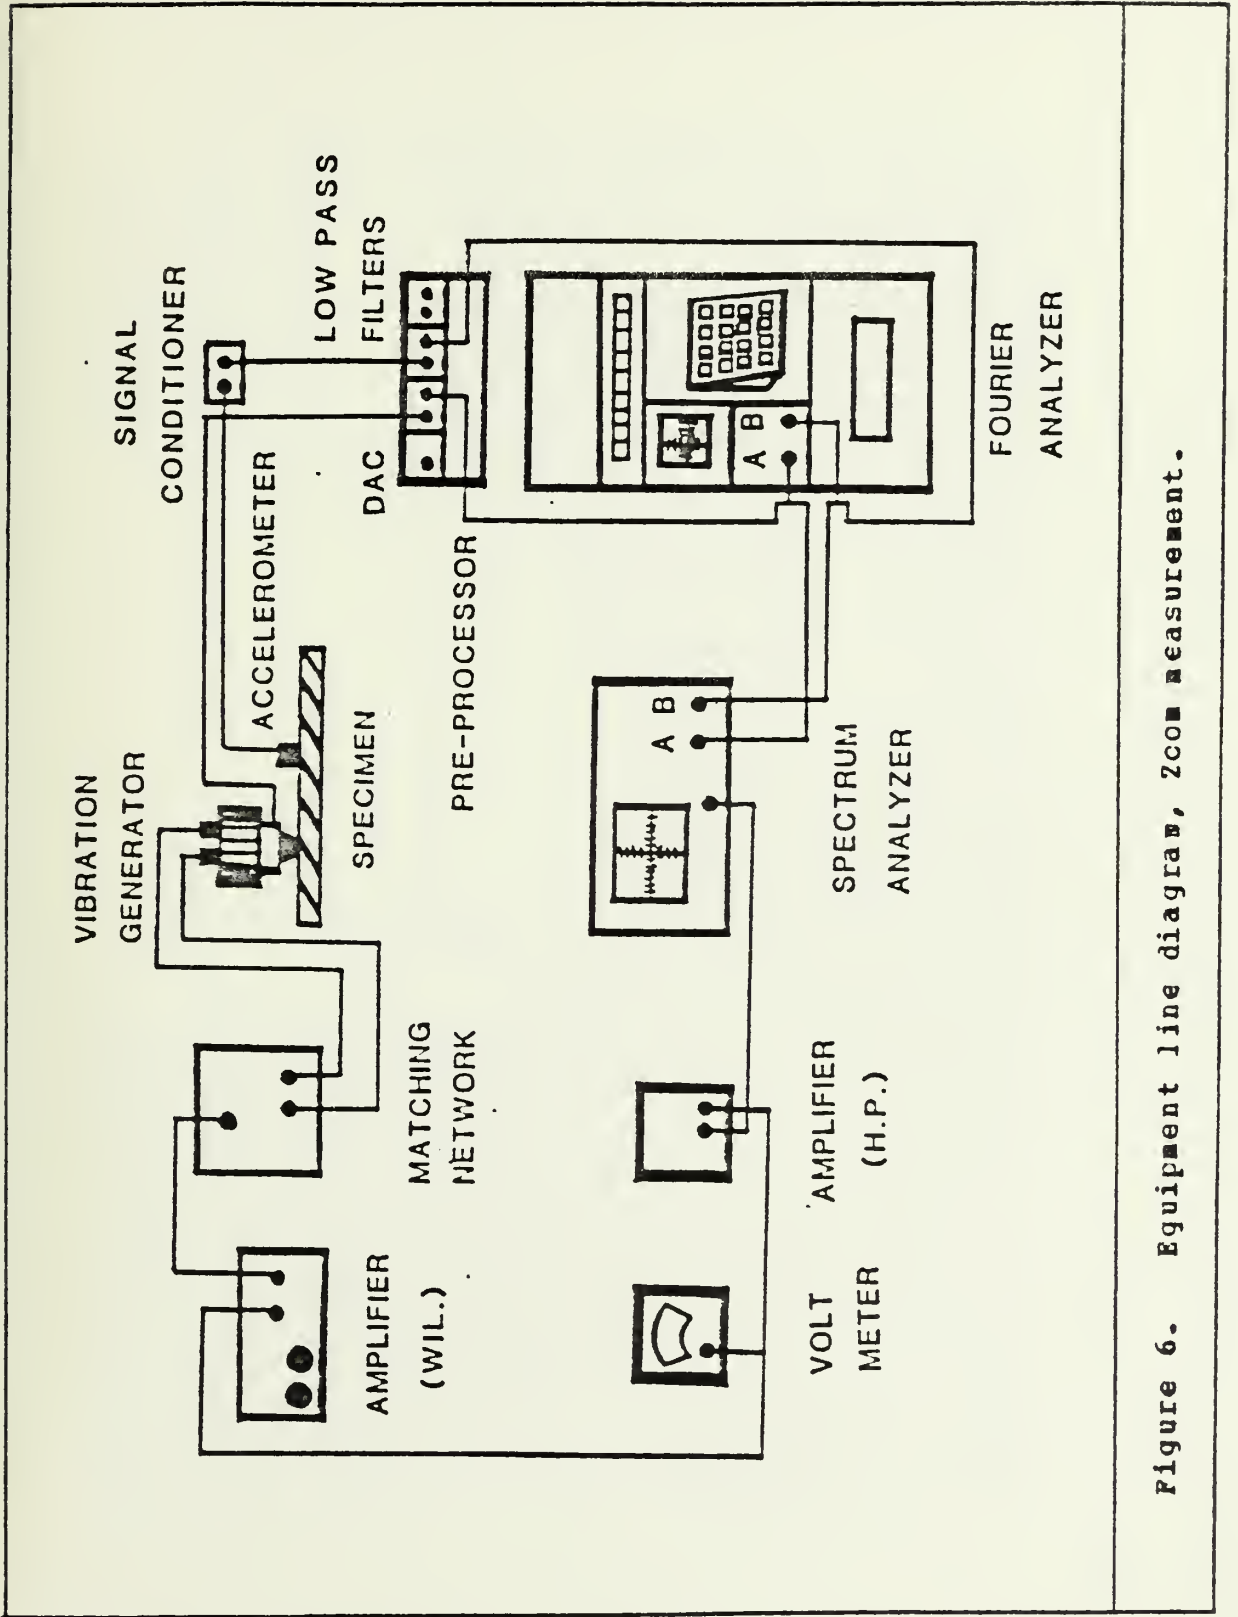 VIBRATION
GENERATOR
SIGNAL
CONDITIONER
ACCELEROMETER
LOW PASS
FILTERS
DAC
SPECIMEN
PRE-PROCESSOR
MATCHING
NETWORK
AMPLIFIER
(WIL.)
VOLT
METER
AMPLIFIER
(H.P.)
A B
SPECTRUM
ANALYZER
A B
FOURIER
ANALYZER
Figure 6. Equipment line diagram, Zcom measurement.